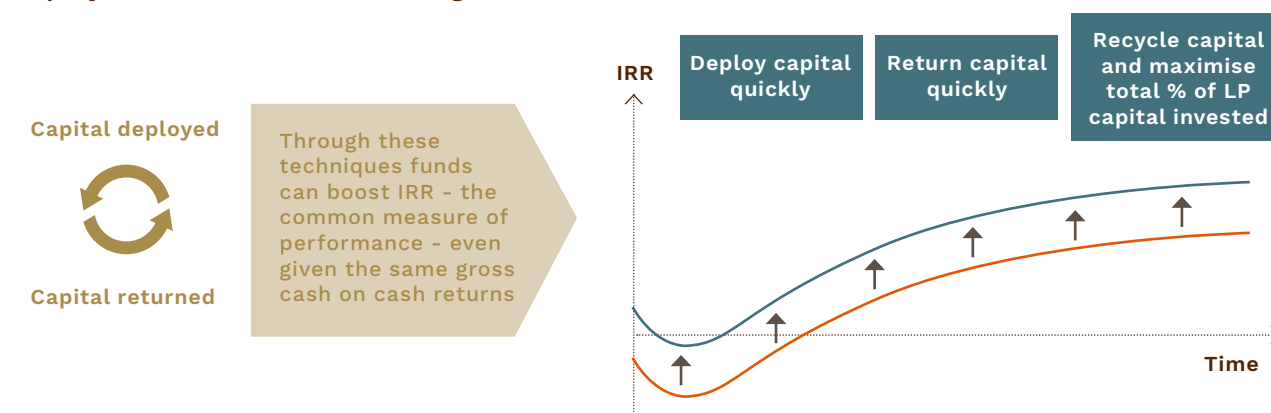 Capital deployed
Capital returned
Through these
techniques funds
can boost IRR - the
common measure of
performance - even
given the same gross
cash on cash returns
IRR
Deploy capital
quickly
Return capital
quickly
Recycle capital
and maximise
total % of LP
capital invested
Time